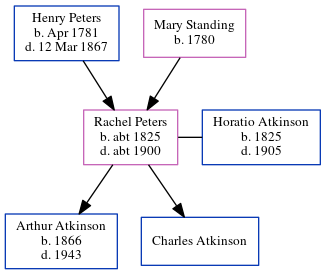 Henry Peters
b. Apr 1781
d. 12 Mar 1867
Mary Standing
b. 1780
Rachel Peters
b. abt 1825
d. abt 1900
Horatio Atkinson
b. 1825
d. 1905
Arthur Atkinson
b. 1866
d. 1943
Charles Atkinson